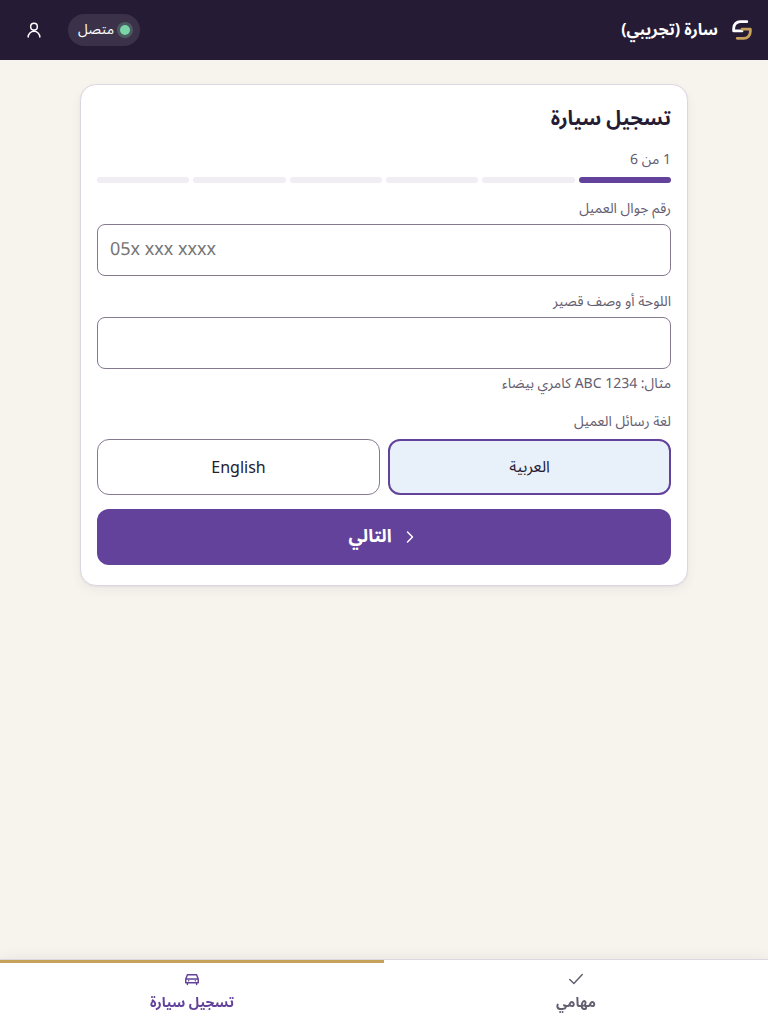 سارة (تجريبي)
متصل
تسجيل سيارة
1 من 6
رقم جوال العميل
05x xxx xxxx
اللوحة أو وصف قصير
مثال: ABC 1234 كامري بيضاء
لغة رسائل العميل
العربية
English
التالي
مهامي
تسجيل سيارة